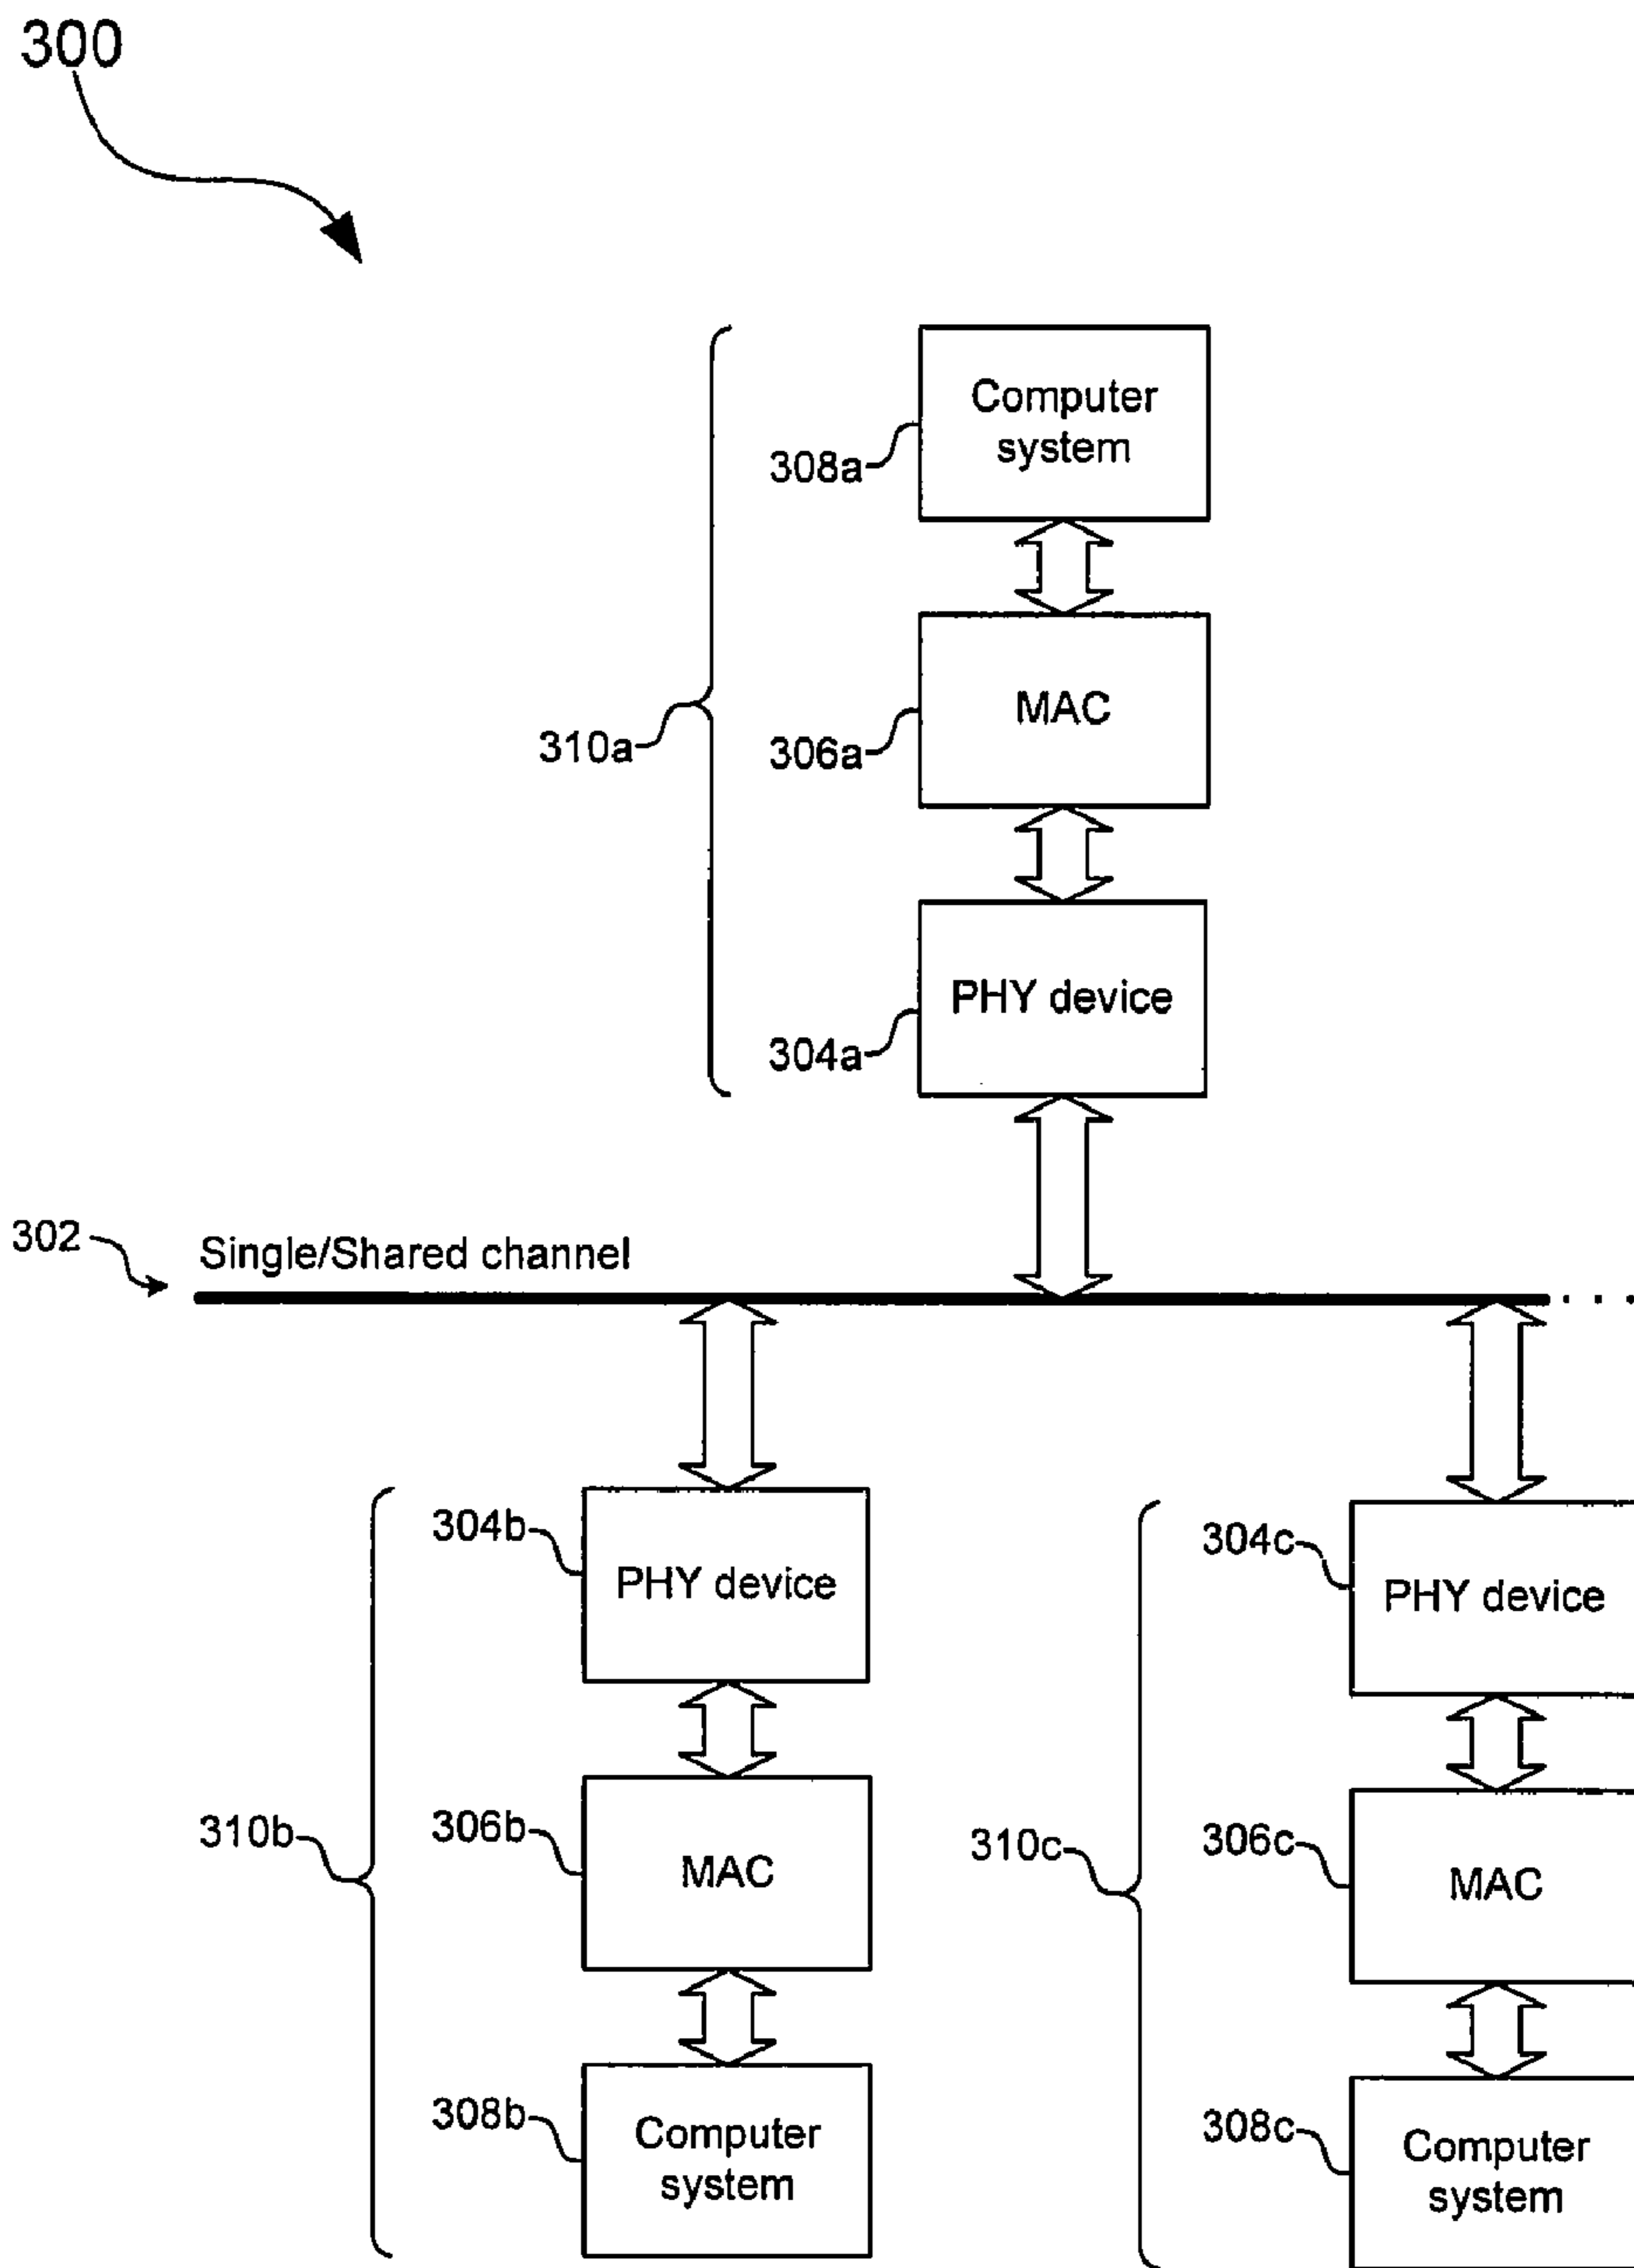 300
Computer
system
308a
MAC
310a
306a
PHY device
304a
302
Single/Shared channel
304b
PHY device
304c
PHY device
310b
306b
MAC
310c
306c
MAC
308b
Computer
system
308c
Computer
system